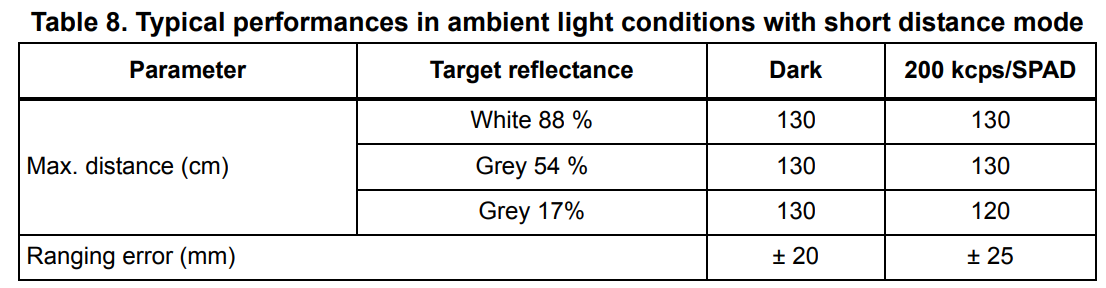 Table 8. Typical performances in ambient light conditions with short distance mode
Parameter Target reflectance Dark 200 kcps/SPAD
White 88 % 130 130
Max. distance (cm) Grey 54 % 130 130
Grey 17% 130 120
Ranging error (mm) ± 20 ± 25